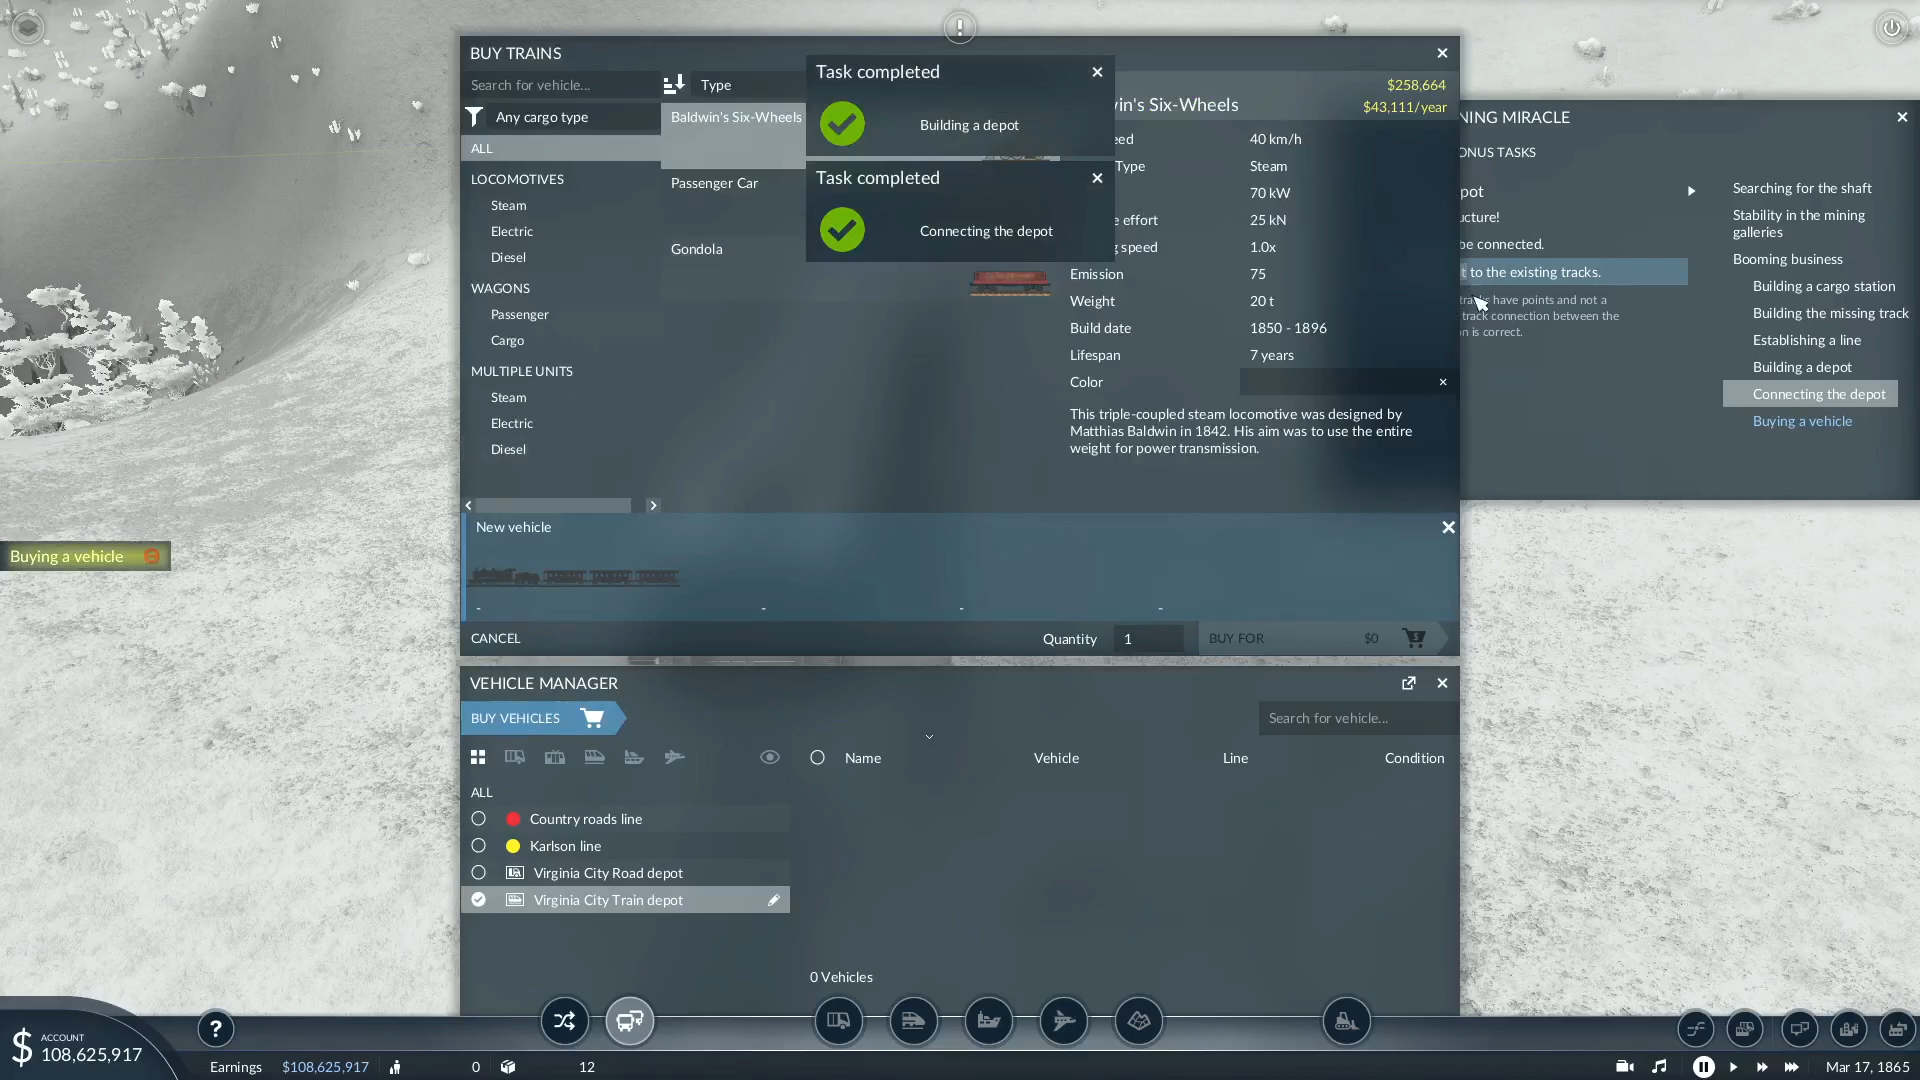 BUY TRAINS
Search for vehicle...
Type
Any cargo type
ALL
LOCOMOTIVES
Steam
Electric
Diesel
WAGONS
Passenger
Cargo
MULTIPLE UNITS
Steam
Electric
Diesel
Baldwin's Six-Wheels
Passenger Car
Gondola
Task completed
Building a depot
Task completed
Connecting the depot
win's Six-Wheels
$258,664
$43,111/year
eed 40 km/h
Type Steam
70 kW
e effort 25 kN
g speed 1.0x
Emission 75
Weight 20 t
Build date 1850 - 1896
Lifespan 7 years
Color
This triple-coupled steam locomotive was designed by
Matthias Baldwin in 1842. His aim was to use the entire
weight for power transmission.
New vehicle
- - - -
CANCEL
Quantity 1
BUY FOR $0
NING MIRACLE
ONUS TASKS
pot
ucture!
be connected.
t to the existing tracks.
tracks have points and not a
track connection between the
n is correct.
Searching for the shaft
Stability in the mining
galleries
Booming business
Building a cargo station
Building the missing track
Establishing a line
Building a depot
Connecting the depot
Buying a vehicle
Buying a vehicle
VEHICLE MANAGER
BUY VEHICLES
Search for vehicle...
Name Vehicle Line Condition
ALL
Country roads line
Karlson line
Virginia City Road depot
Virginia City Train depot
0 Vehicles
$ ACCOUNT
108,625,917
?
Earnings $108,625,917 0 12
Mar 17, 1865